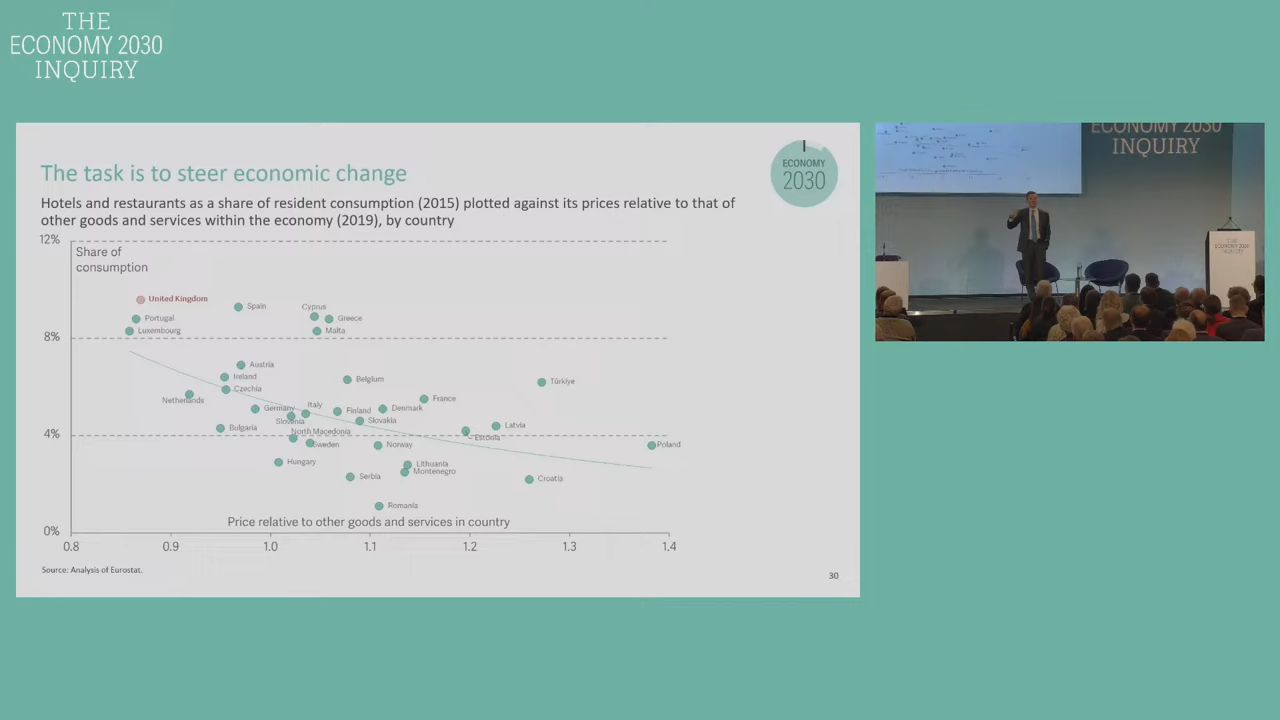 THE
ECONOMY 2030
INQUIRY
The task is to steer economic change
ECONOMY
2030
Hotels and restaurants as a share of resident consumption (2015) plotted against its prices relative to that of
other goods and services within the economy (2019), by country
12%
Share of
consumption
United Kingdom
Spain
Cyprus
Portugal
Greece
Luxembourg
Malta
8%
Austria
Ireland
Belgium
Türkiye
Czechia
Netherlands
France
Germany
Italy
Finland
Denmark
Slovenia
Slovakia
Bulgaria
Latvia
North Macedonia
4%
Estonia
Sweden
Norway
Poland
Hungary
Lithuania
Montenegro
Serbia
Croatia
Romania
Price relative to other goods and services in country
0%
0.8 0.9 1.0 1.1 1.2 1.3 1.4
Source: Analysis of Eurostat.
30
ECONOMY 2030
INQUIRY
THE
ECONOMY 2030
INQUIRY